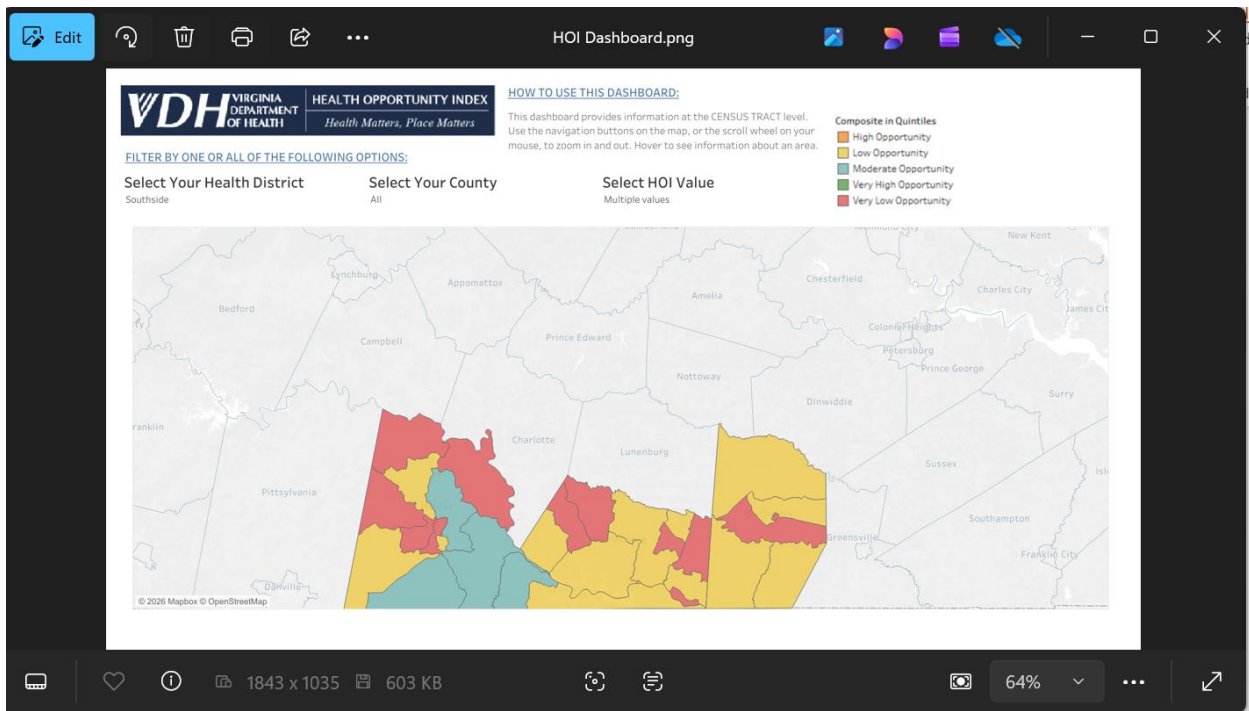 Edit
HOI Dashboard.png
VDH VIRGINIA DEPARTMENT OF HEALTH
HEALTH OPPORTUNITY INDEX
Health Matters, Place Matters
HOW TO USE THIS DASHBOARD:
This dashboard provides information at the CENSUS TRACT level.
Use the navigation buttons on the map, or the scroll wheel on your
mouse, to zoom in and out. Hover to see information about an area.
Composite in Quintiles
High Opportunity
Low Opportunity
Moderate Opportunity
Very High Opportunity
Very Low Opportunity
FILTER BY ONE OR ALL OF THE FOLLOWING OPTIONS:
Select Your Health District
Southside
Select Your County
All
Select HOI Value
Multiple values
New Kent
Lynchburg
Appomattox
Chesterfield
Charles City
Bedford
Amelia
James Cit
Campbell
Prince Edward
Colonial Heights
Petersburg
Prince George
Nottoway
Dinwiddie
Surry
ranklin
Charlotte
Lunenburg
Sussex
Isl
Pittsylvania
Southampton
Greensville
Franklin City
Danville
© 2026 Mapbox © OpenStreetMap
1843 x 1035
603 KB
64%